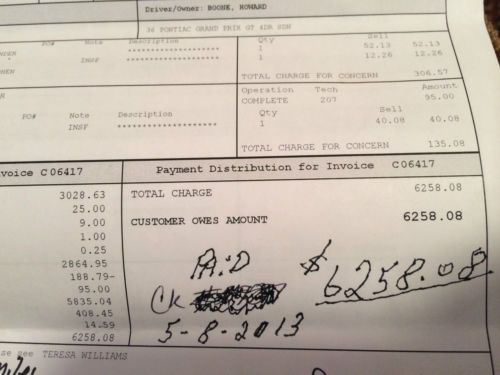 Driver/Owner: BOONE, HOWARD
36 PONTIAC GRAND PRIX GT 4DR SDN
PO# Note Description Qty Sell
NDER ******************** 1 52.13 52.13
INSF ******************** 1 12.26 12.26
HEN
TOTAL CHARGE FOR CONCERN 306.57
R Operation Tech Amount
COMPLETE 207 95.00
PO# Note Description Qty Sell
INSF ******************** 1 40.08 40.08
TOTAL CHARGE FOR CONCERN 135.08
voice C06417 Payment Distribution for Invoice C06417
3028.63 TOTAL CHARGE 6258.08
25.00
9.00 CUSTOMER OWES AMOUNT 6258.08
1.00
0.25
2864.95
188.79-
95.00
5835.04
408.45
14.59
6258.08
PAID $6258.08
CK
5-8-2013
se see TERESA WILLIAMS